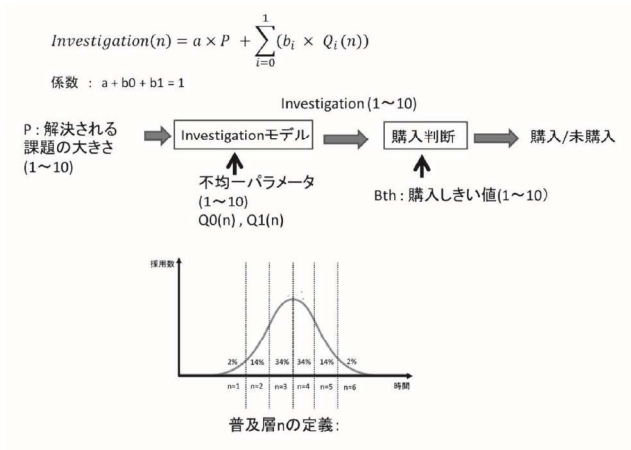 Investigation(n) = a × P + ∑(b_i × Q_i(n))
1
i=0
係数 : a + b0 + b1 = 1
Investigation (1～10)
P : 解決される
課題の大きさ
(1～10)
Investigationモデル
購入判断
購入/未購入
不均一パラメータ
(1～10)
Q0(n) , Q1(n)
Bth : 購入しきい値(1～10)
採用数
2% 14% 34% 34% 14% 2%
n=1 n=2 n=3 n=4 n=5 n=6 時間
普及層nの定義: